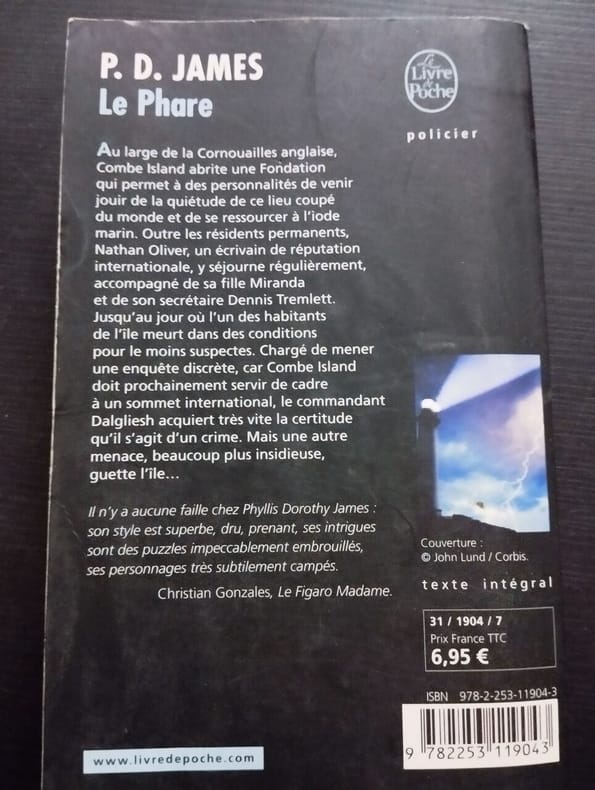 P. D. JAMES
Le Phare
Le
Livre
de
Poche
policier
Au large de la Cornouailles anglaise,
Combe Island abrite une Fondation
qui permet à des personnalités de venir
jouir de la quiétude de ce lieu coupé
du monde et de se ressourcer à l'iode
marin. Outre les résidents permanents,
Nathan Oliver, un écrivain de réputation
internationale, y séjourne régulièrement,
accompagné de sa fille Miranda
et de son secrétaire Dennis Tremlett.
Jusqu'au jour où l'un des habitants
de l'île meurt dans des conditions
pour le moins suspectes. Chargé de mener
une enquête discrète, car Combe Island
doit prochainement servir de cadre
à un sommet international, le commandant
Dalgliesh acquiert très vite la certitude
qu'il s'agit d'un crime. Mais une autre
menace, beaucoup plus insidieuse,
guette l'île...
Il n'y a aucune faille chez Phyllis Dorothy James :
son style est superbe, dru, prenant, ses intrigues
sont des puzzles impeccablement embrouillés,
ses personnages très subtilement campés.
Christian Gonzales, Le Figaro Madame.
Couverture :
© John Lund / Corbis.
texte intégral
31 / 1904 / 7
Prix France TTC
6,95 €
ISBN 978-2-253-11904-3
9 782253 119043
www.livredepoche.com